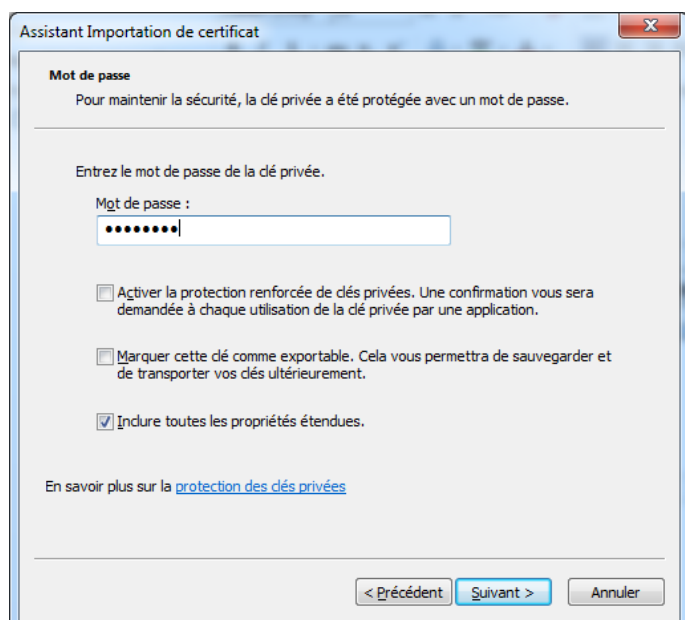 Assistant Importation de certificat
Mot de passe
Pour maintenir la sécurité, la clé privée a été protégée avec un mot de passe.
Entrez le mot de passe de la clé privée.
Mot de passe :
••••••••
Activer la protection renforcée de clés privées. Une confirmation vous sera
demandée à chaque utilisation de la clé privée par une application.
Marquer cette clé comme exportable. Cela vous permettra de sauvegarder et
de transporter vos clés ultérieurement.
Inclure toutes les propriétés étendues.
En savoir plus sur la protection des clés privées
< Précédent Suivant > Annuler